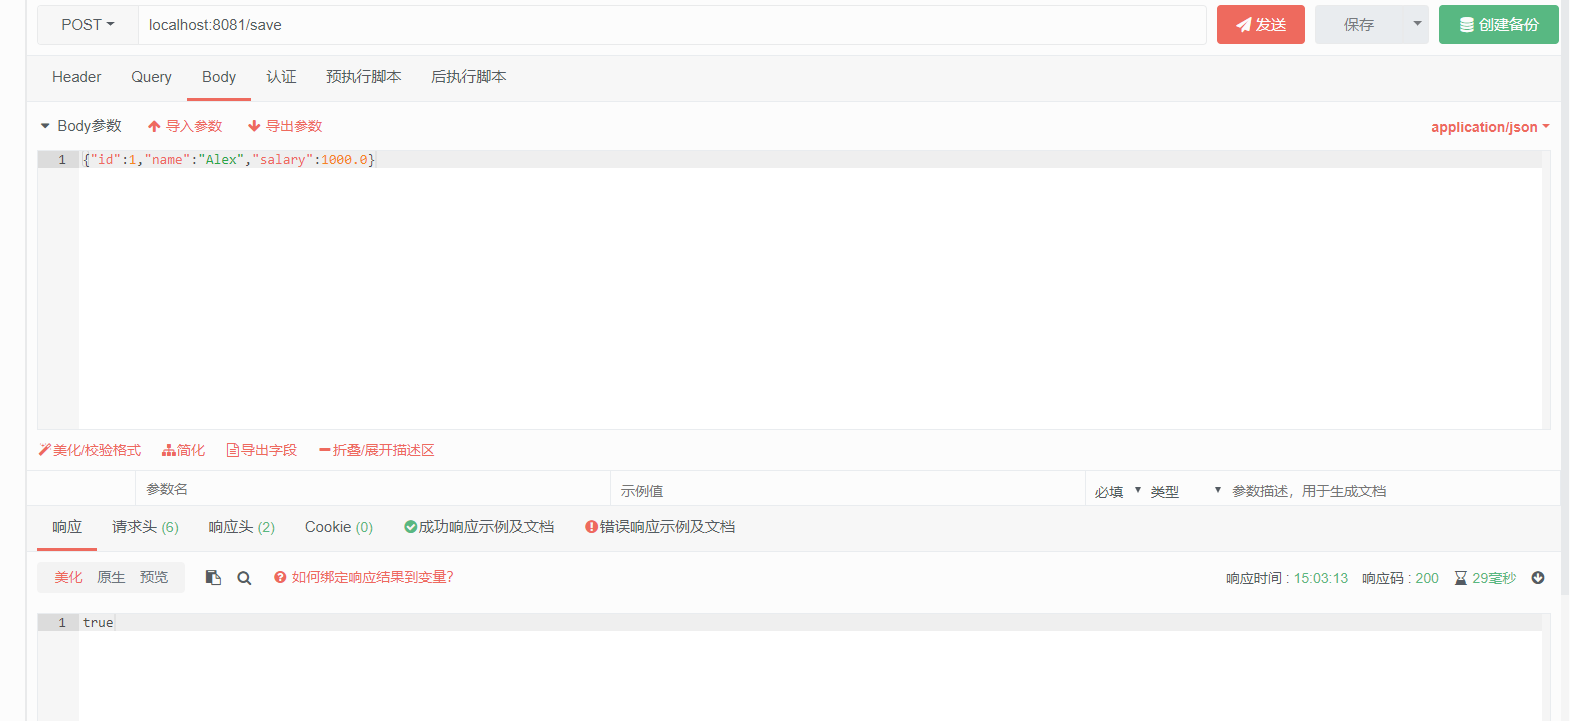 POST localhost:8081/save 发送 保存 创建备份
Header Query Body 认证 预执行脚本 后执行脚本
Body参数 导入参数 导出参数 application/json
1 {"id":1,"name":"Alex","salary":1000.0}
美化/校验格式 简化 导出字段 折叠/展开描述区
参数名 示例值 必填 类型 参数描述，用于生成文档
响应 请求头 (6) 响应头 (2) Cookie (0) 成功响应示例及文档 错误响应示例及文档
美化 原生 预览 如何绑定响应结果到变量? 响应时间 : 15:03:13 响应码 : 200 29毫秒
1 true